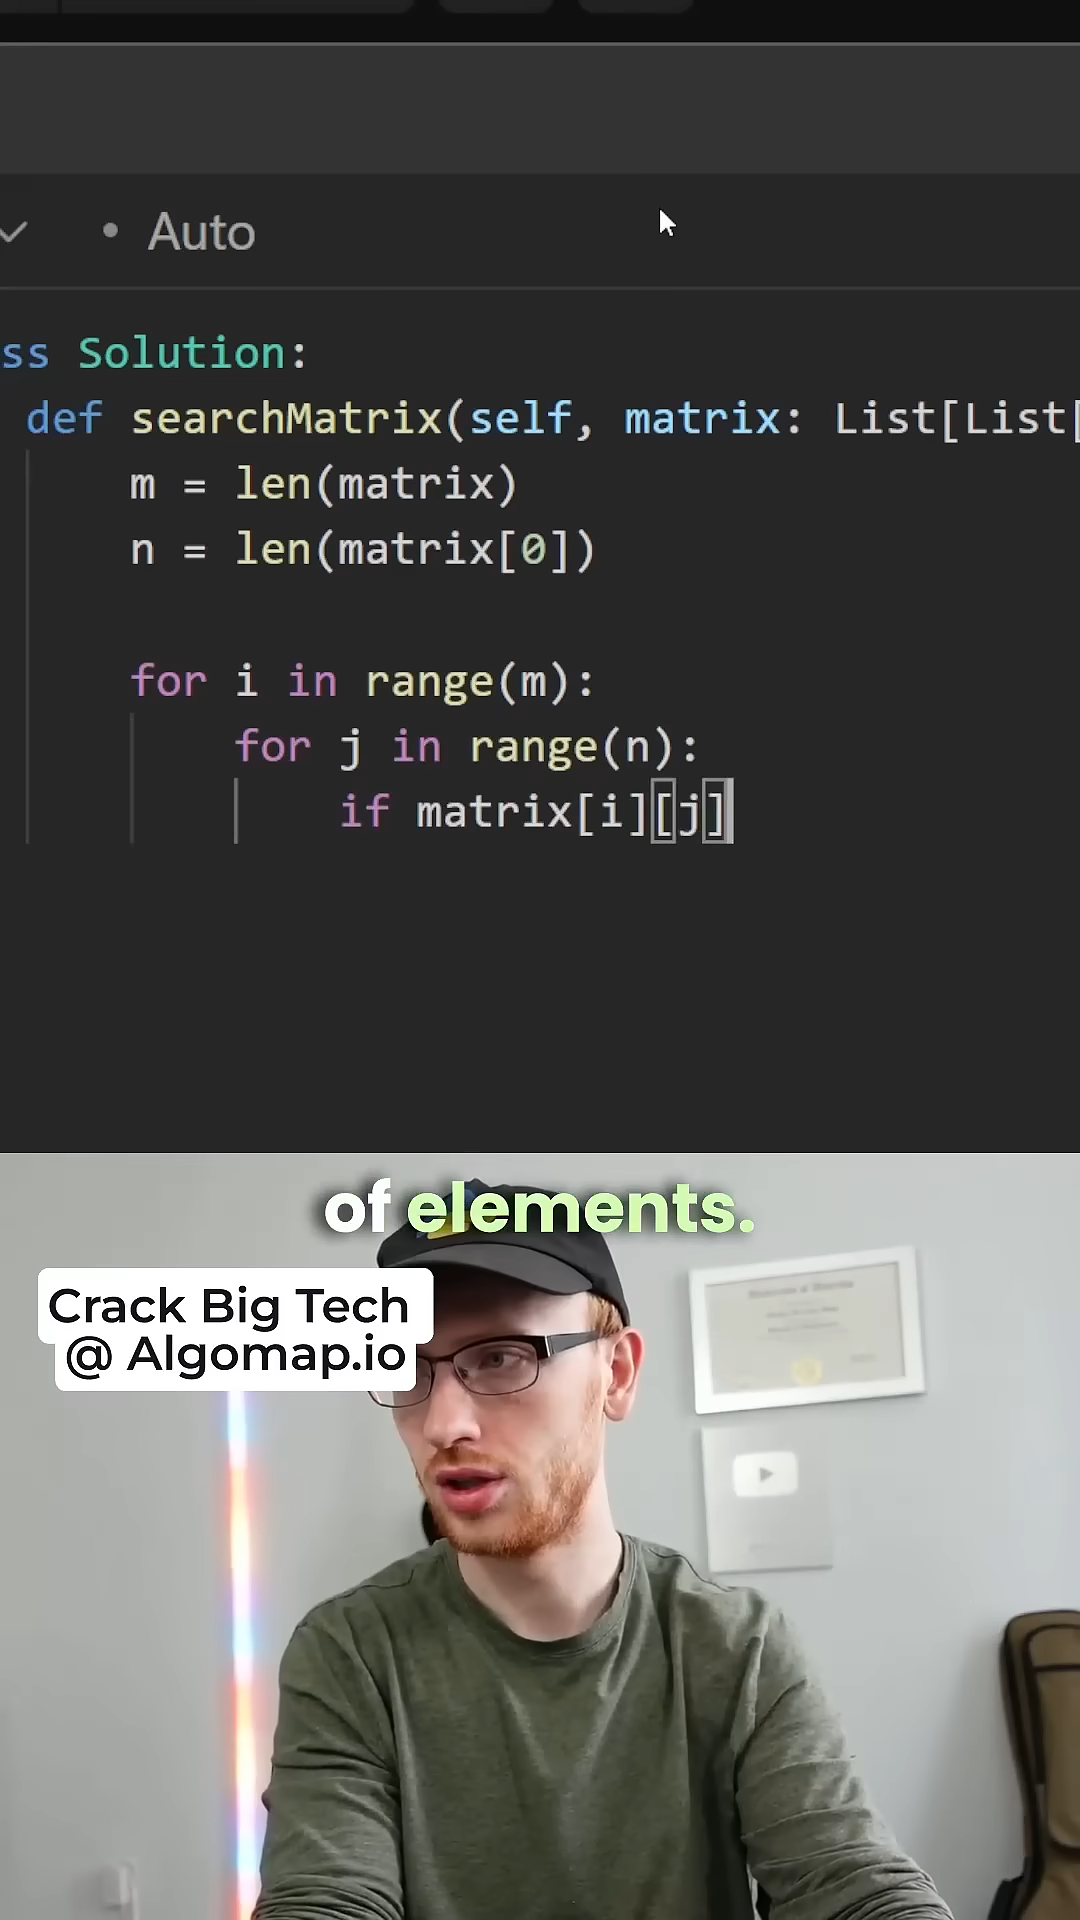 Auto
ss Solution:
def searchMatrix(self, matrix: List[List[
m = len(matrix)
n = len(matrix[0])
for i in range(m):
for j in range(n):
if matrix[i][j]
of elements.
Crack Big Tech
@ Algomap.io